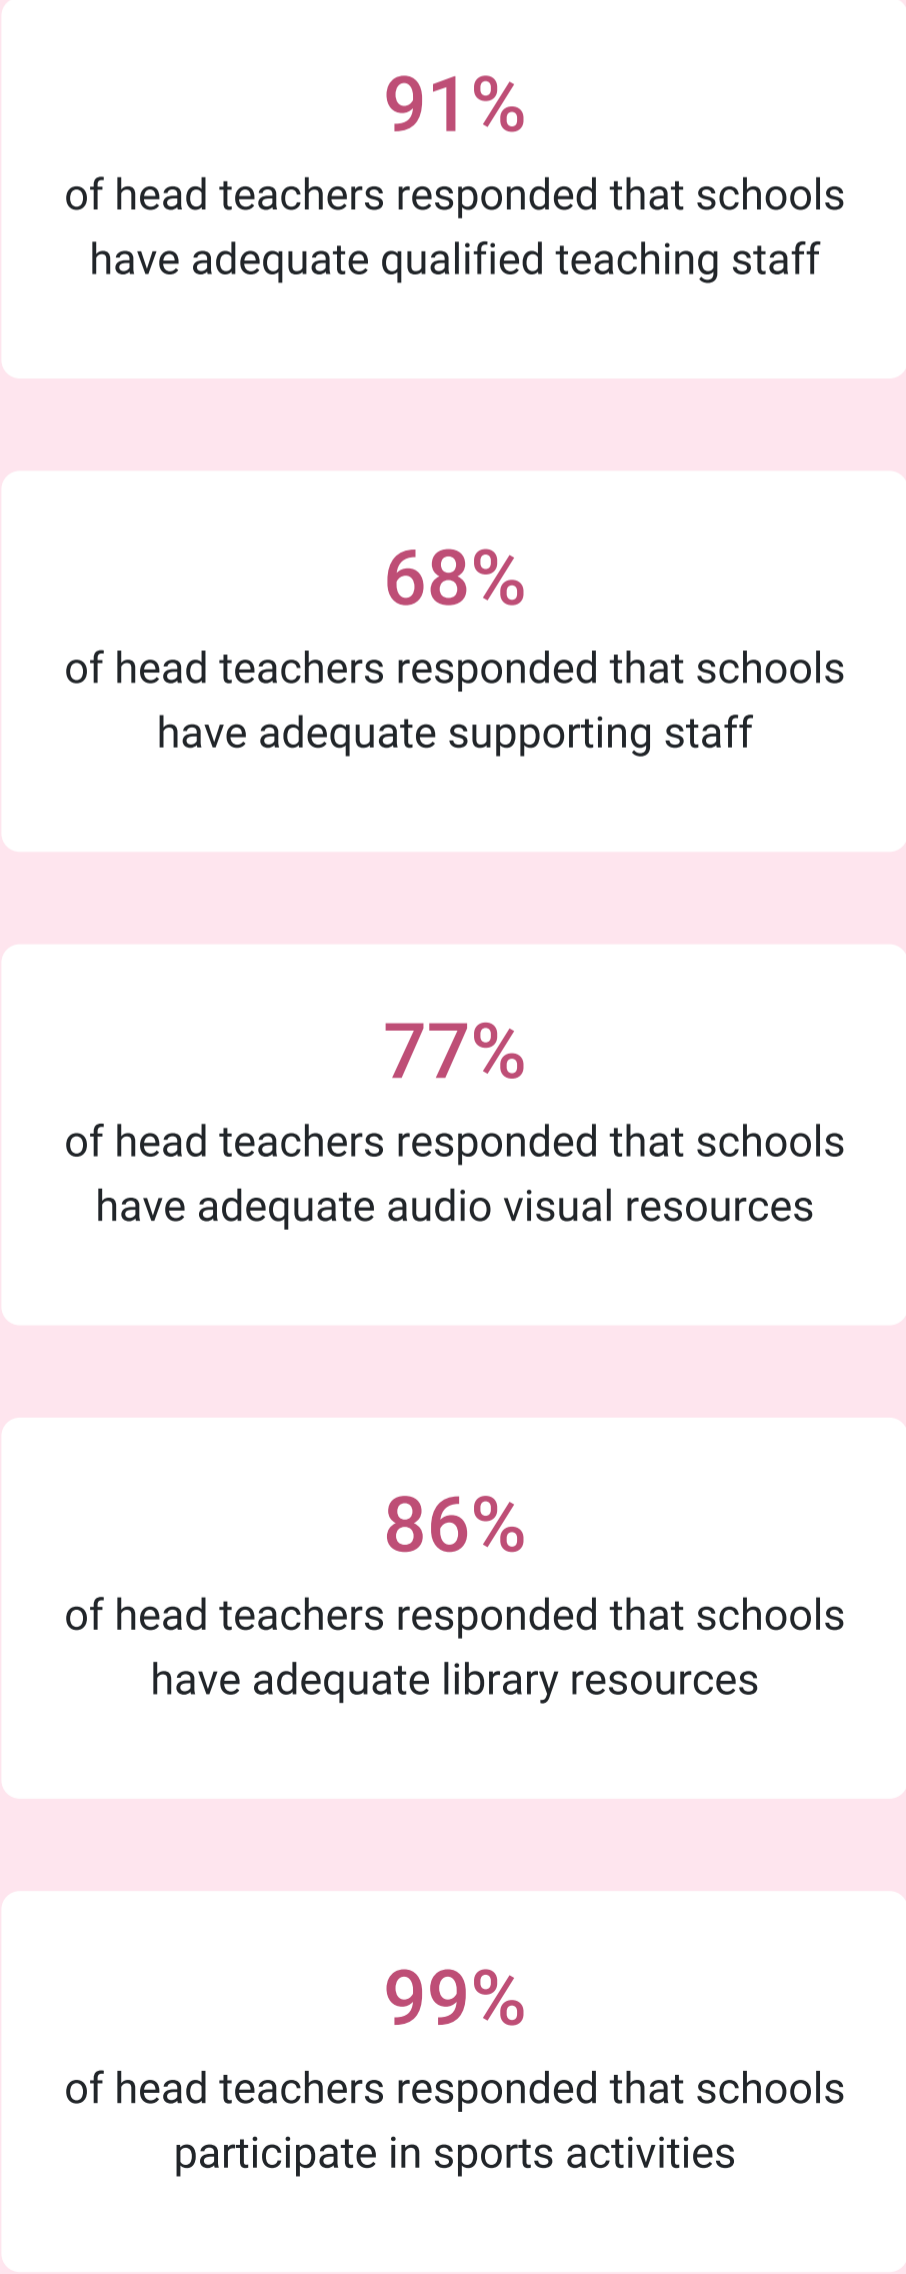 91%
of head teachers responded that schools
have adequate qualified teaching staff
68%
of head teachers responded that schools
have adequate supporting staff
77%
of head teachers responded that schools
have adequate audio visual resources
86%
of head teachers responded that schools
have adequate library resources
99%
of head teachers responded that schools
participate in sports activities